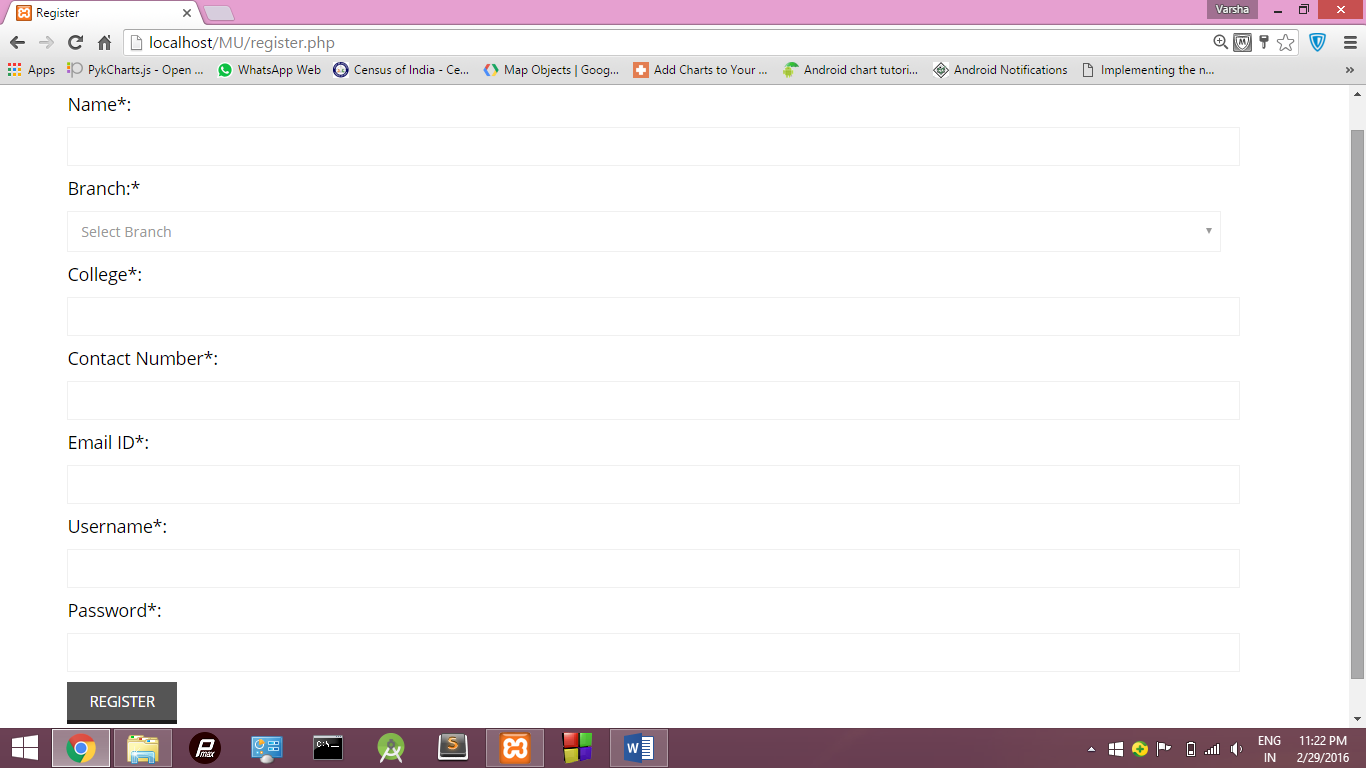 Register
Varsha
localhost/MU/register.php
Apps
PykCharts.js - Open ...
WhatsApp Web
Census of India - Ce...
Map Objects | Goog...
Add Charts to Your ...
Android chart tutori...
Android Notifications
Implementing the n...
»
Name*:
Branch:*
Select Branch
College*:
Contact Number*:
Email ID*:
Username*:
Password*:
REGISTER
ENG
IN
11:22 PM
2/29/2016